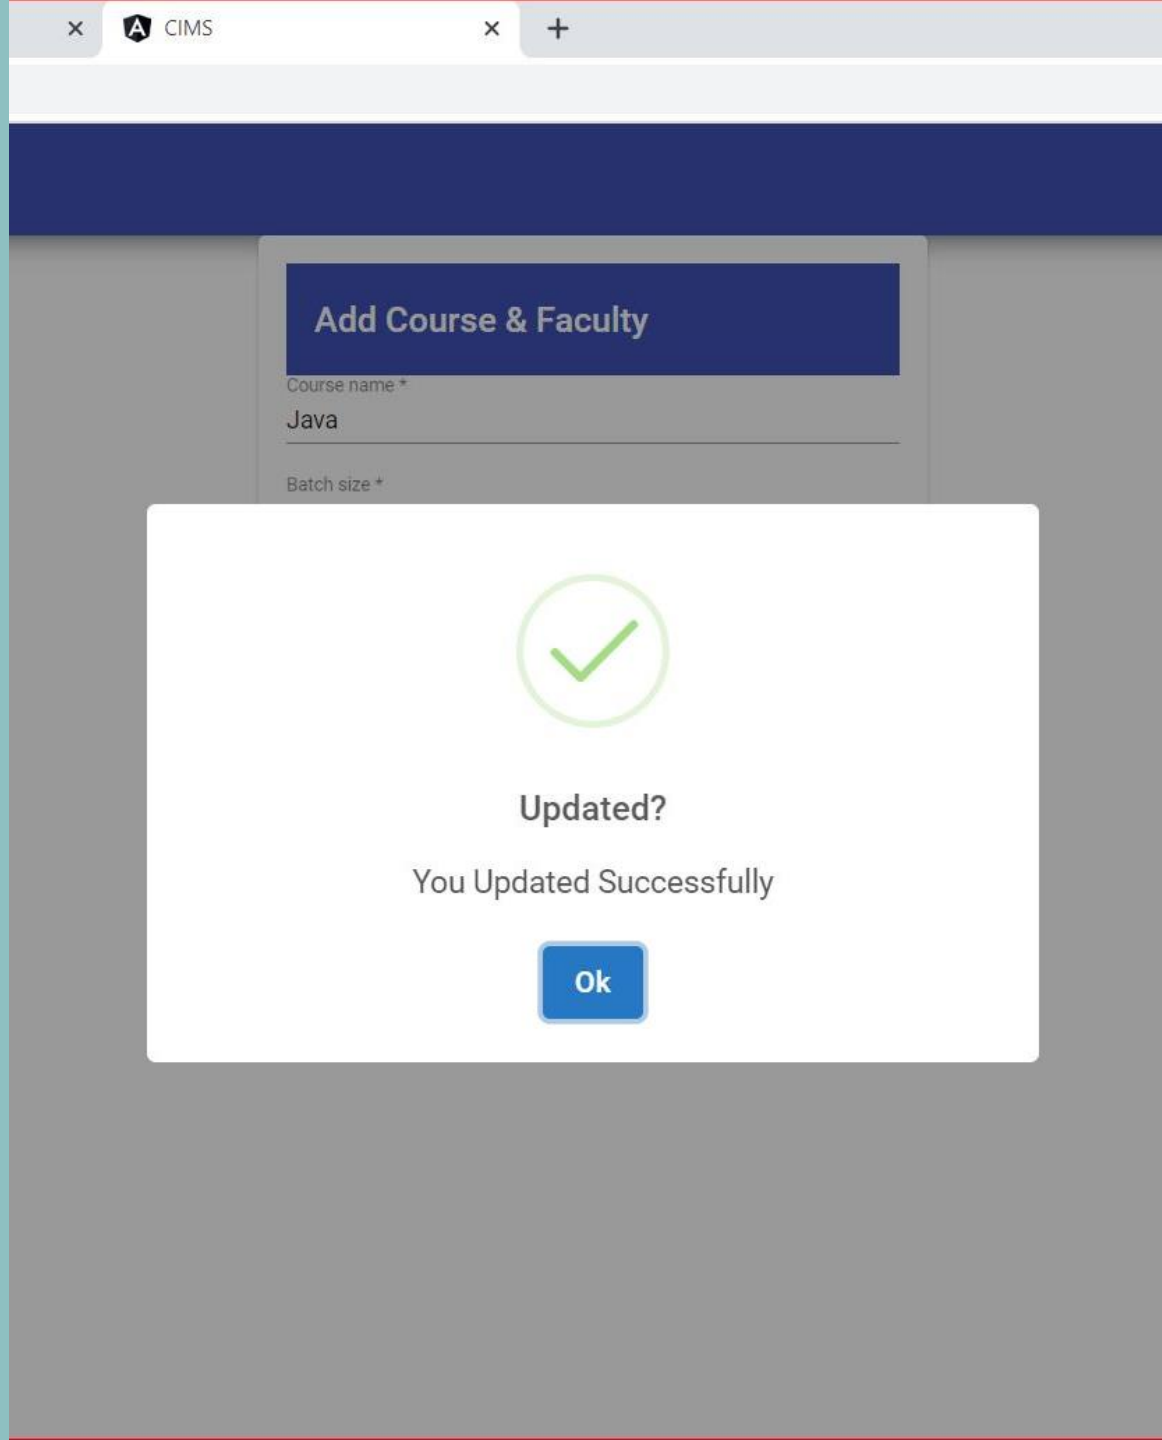 CIMS
Add Course & Faculty
Course name *
Java
Batch size *
Updated?
You Updated Successfully
Ok